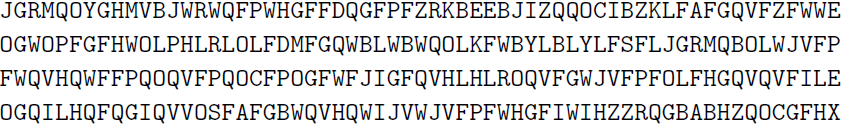 JGRMQOYGHMVBJWRWQFPWHGFFDQGFPFZRKBEEBJIZQQOCIBZKLFAFGQVFZFWWE
OGWOPFGFHWOLPHLRLOLFDMFGQWBLWBWQOLKFWBYLBLYLFSFLJGRMQBOLWJVFP
FWQVHQWFFPQOQVFPQOCFPOGFWFJIGFQVHLHLROQVFGWJVFPFOLFHGQVQVFILE
OGQILHQFQGIQVVOSFAFGBWQVHQWIJVWJVFPFWHGFIWIHZZRQGBABHZQOCGFHX